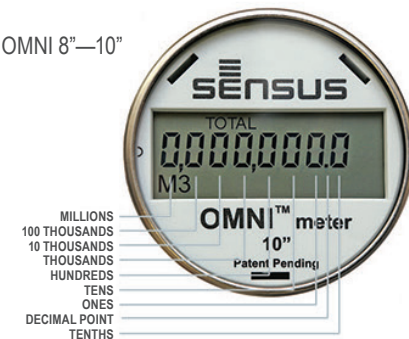 OMNI 8”—10”
SENSUS
TOTAL
0,000,000.0
M3
OMNI™ meter
10"
Patent Pending
MILLIONS
100 THOUSANDS
10 THOUSANDS
THOUSANDS
HUNDREDS
TENS
ONES
DECIMAL POINT
TENTHS